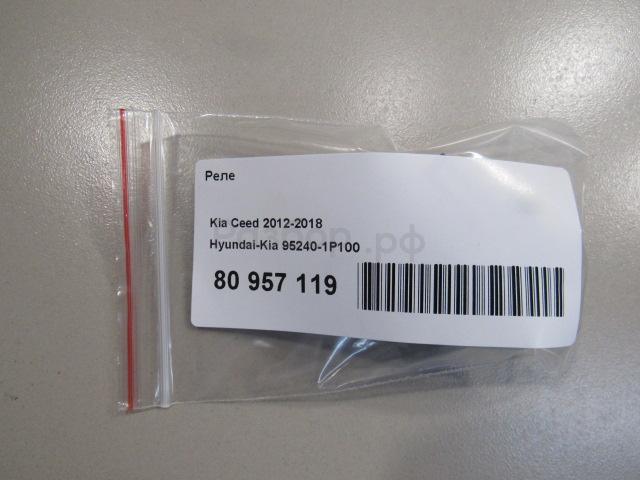 Реле
Kia Ceed 2012-2018
Hyundai-Kia 95240-1P100
80 957 119